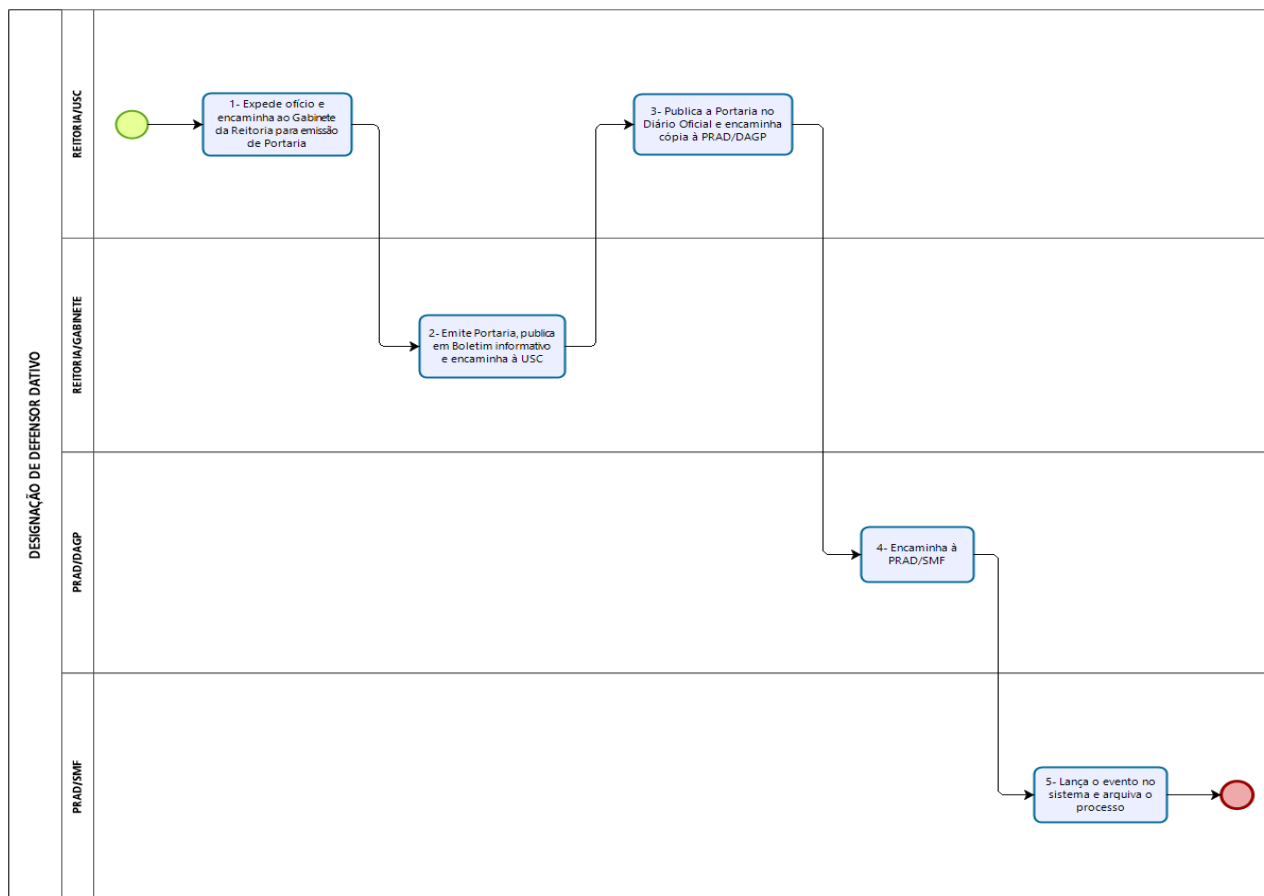 DESIGNAÇÃO DE DEFENSOR DATIVO
REITORIA/USC
1- Expede ofício e
encaminha ao Gabinete
da Reitoria para emissão
de Portaria
3- Publica a Portaria no
Diário Oficial e encaminha
cópia à PRAD/DAGP
REITORIA/GABINETE
2- Emite Portaria, publica
em Boletim informativo
e encaminha à USC
PRAD/DAGP
4- Encaminha à
PRAD/SMF
PRAD/SMF
5- Lança o evento no
sistema e arquiva o
processo